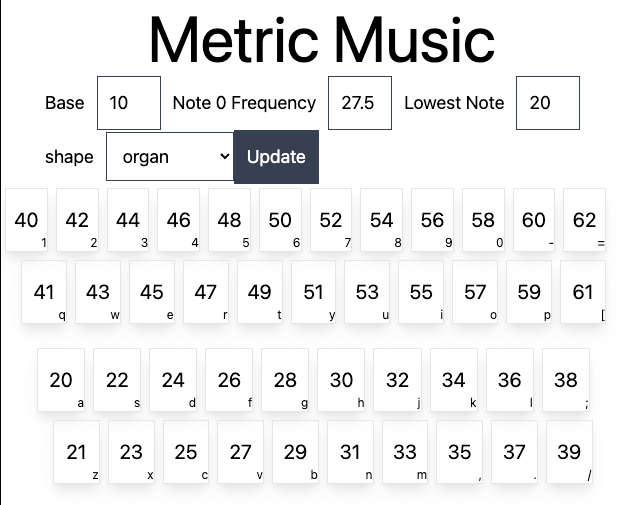 Metric Music
Base 10 Note 0 Frequency 27.5 Lowest Note 20
shape organ Update
40 1 42 2 44 3 46 4 48 5 50 6 52 7 54 8 56 9 58 0 60 - 62 =
41 q 43 w 45 e 47 r 49 t 51 y 53 u 55 i 57 o 59 p 61 [
20 a 22 s 24 d 26 f 28 g 30 h 32 j 34 k 36 l 38 ;
21 z 23 x 25 c 27 v 29 b 31 n 33 m 35 , 37 . 39 /